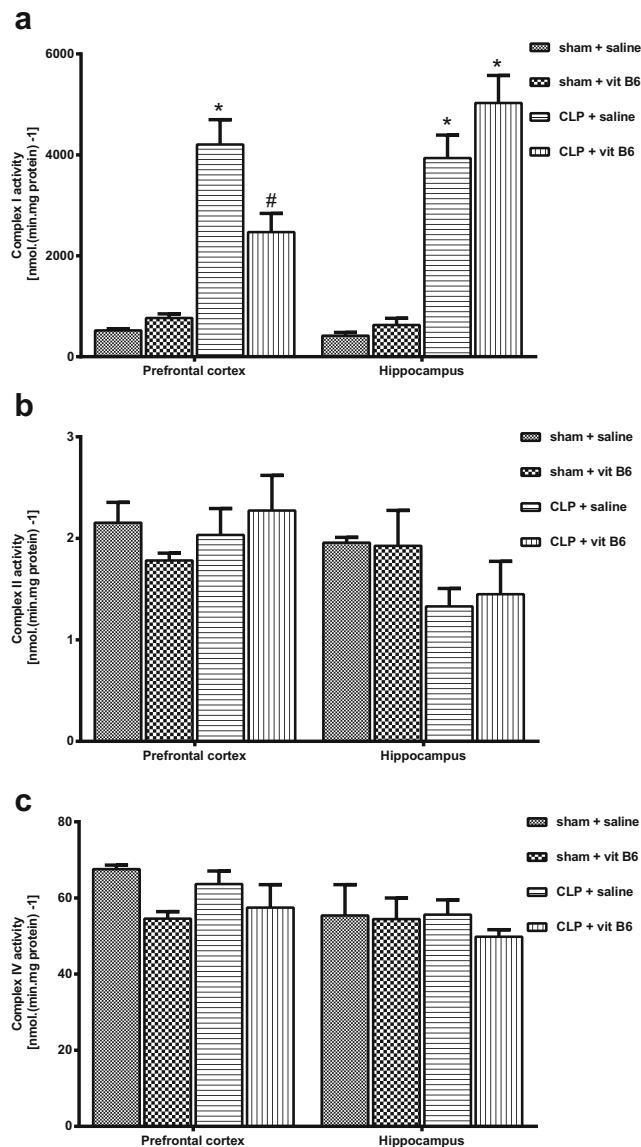 a
6000
4000
2000
0
Complex I activity
[nmol.(min.mg protein) -1]
*
#
*
*
Prefrontal cortex
Hippocampus
sham + saline
sham + vit B6
CLP + saline
CLP + vit B6
b
3
2
1
0
Complex II activity
[nmol.(min.mg protein) -1]
Prefrontal cortex
Hippocampus
sham + saline
sham + vit B6
CLP + saline
CLP + vit B6
c
80
60
40
20
0
Complex IV activity
[nmol.(min.mg protein) -1]
Prefrontal cortex
Hippocampus
sham + saline
sham + vit B6
CLP + saline
CLP + vit B6